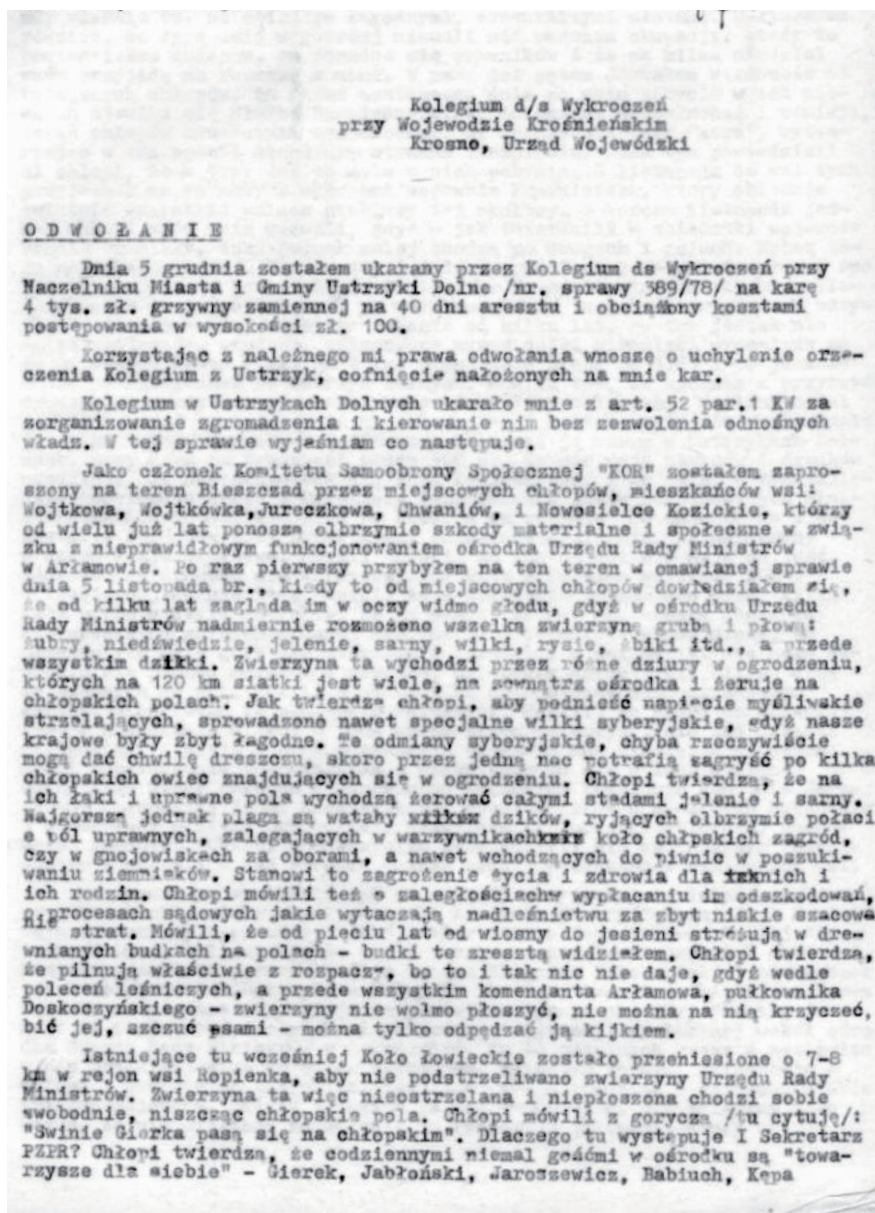 Kolegium d/s Wykroczeń
przy Wojewodzie Krośnieńskim
Krosno, Urząd Wojewódzki
O D W O Ł A N I E
Dnia 5 grudnia zostałem ukarany przez Kolegium ds Wykroczeń przy
Naczelniku Miasta i Gminy Ustrzyki Dolne /nr. sprawy 389/78/ na karę
4 tys. zł. grzywny zamiennej na 40 dni aresztu i obciążony kosztami
postępowania w wysokości zł. 100.
Korzystając z należnego mi prawa odwołania wnoszę o uchylenie orze-
czenia Kolegium z Ustrzyk, cofnięcie nałożonych na mnie kar.
Kolegium w Ustrzykach Dolnych ukarało mnie z art. 52 par.1 KW za
zorganizowanie zgromadzenia i kierowanie nim bez zezwolenia odnośnych
władz. W tej sprawie wyjaśniam co następuje.
Jako członek Komitetu Samoobrony Społecznej "KOR" zostałem zapro-
szony na teren Bieszczad przez miejscowych chłopów, mieszkańców wsi:
Wojtkowa, Wojtkówka,Jureczkowa, Chwaniów, i Nowosielce Kozickie, którzy
od wielu już lat ponoszą olbrzymie szkody materialne i społeczne w zwią-
zku z nieprawidłowym funkcjonowaniem ośrodka Urzędu Rady Ministrów
w Arłamowie. Po raz pierwszy przybyłem na ten teren w omawianej sprawie
dnia 5 listopada br., kiedy to od miejscowych chłopów dowiedziałem się,
że od kilku lat zagląda im w oczy widmo głodu, gdyż w ośrodku Urzędu
Rady Ministrów nadmiernie rozmożono wszelką zwierzynę grubą i płową:
żubry, niedźwiedzie, jelenie, sarny, wilki, rysie, żbiki itd., a przede
wszystkim dziki. Zwierzyna ta wychodzi przez różne dziury w ogrodzeniu,
których na 120 km siatki jest wiele, na zewnątrz ośrodka i żeruje na
chłopskich polach. Jak twierdzą chłopi, aby podnieść napięcie myśliwskie
strzelających, sprowadzono nawet specjalne wilki syberyjskie, gdyż nasze
krajowe były zbyt łagodne. Te odmiany syberyjskie, chyba rzeczywiście
mogą dać chwilę dreszczu, skoro przez jedną noc potrafią zagryść po kilka
chłopskich owiec znajdujących się w ogrodzeniu. Chłopi twierdzą, że na
ich łąki i uprawne pola wychodzą żerować całymi stadami jelenie i sarny.
Najgorszą jednak plagą są watahy dzików, ryjących olbrzymie połaci
e pól uprawnych, zalegających w warzywnikach koło chłpskich zagród,
czy w gnojowiskach za oborami, a nawet wchodzących do piwnic w poszuki-
waniu ziemniaków. Stanowi to zagrożenie życia i zdrowia dla ich i
ich rodzin. Chłopi mówili też o zaległościachw wypłacaniu im odszkodowań,
o procesach sądowych jakie wytaczają nadleśnictwu za zbyt niskie szacowa
nie strat. Mówili, że od pięciu lat od wiosny do jesieni stróżują w dre-
wnianych budkach na polach - budki te zresztą widziałem. Chłopi twierdzą,
że pilnują właściwie z rozpaczy, bo to i tak nic nie daje, gdyż wedle
poleceń leśniczych, a przede wszystkim komendanta Arłamowa, pułkownika
Doskoczyńskiego - zwierzyny nie wolmo płoszyć, nie można na nią krzyczeć,
bić jej, szczuć psami - można tylko odpędzać ją kijkiem.
Istniejące tu wcześniej Koło Łowieckie zostało przehiesione o 7-8
km w rejon wsi Ropienka, aby nie podstrzeliwano zwierzyny Urzędu Rady
Ministrów. Zwierzyna ta więc nieostrzelana i niepłoszona chodzi sobie
swobodnie, niszcząc chłopskie pola. Chłopi mówili z goryczą /tu cytuję/:
"Swinie Gierka pasą się na chłopskim". Dlaczego tu występuje I Sekretarz
PZPR? Chłopi twierdzą, że codziennymi niemal gośćmi w ośrodku są "towa-
rzysze dla siebie" - Gierek, Jabłoński, Jaroszewicz, Babiuch, Kępa